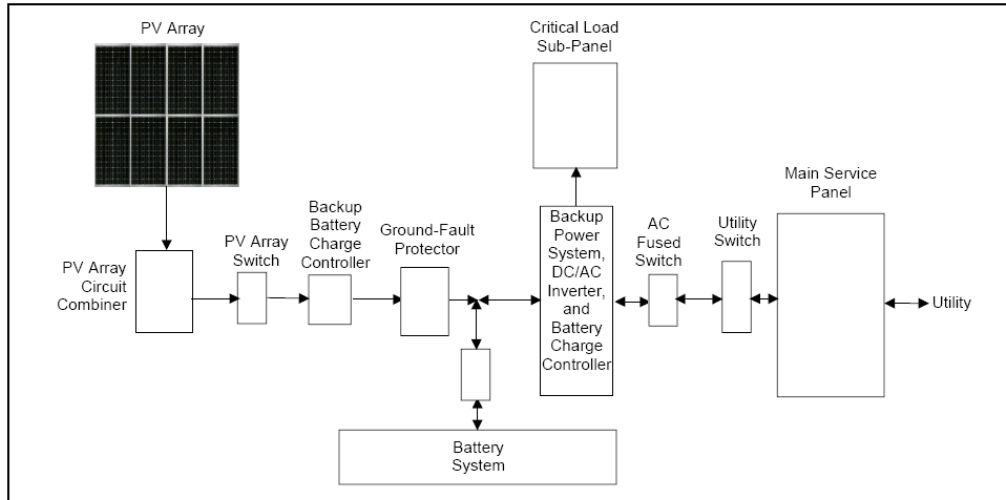 PV Array
Critical Load
Sub-Panel
Main Service
Panel
Backup
Battery
Charge
Controller
PV Array
Switch
Ground-Fault
Protector
Backup
Power
System,
DC/AC
Inverter,
and
Battery
Charge
Controller
AC
Fused
Switch
Utility
Switch
PV Array
Circuit
Combiner
Utility
Battery
System